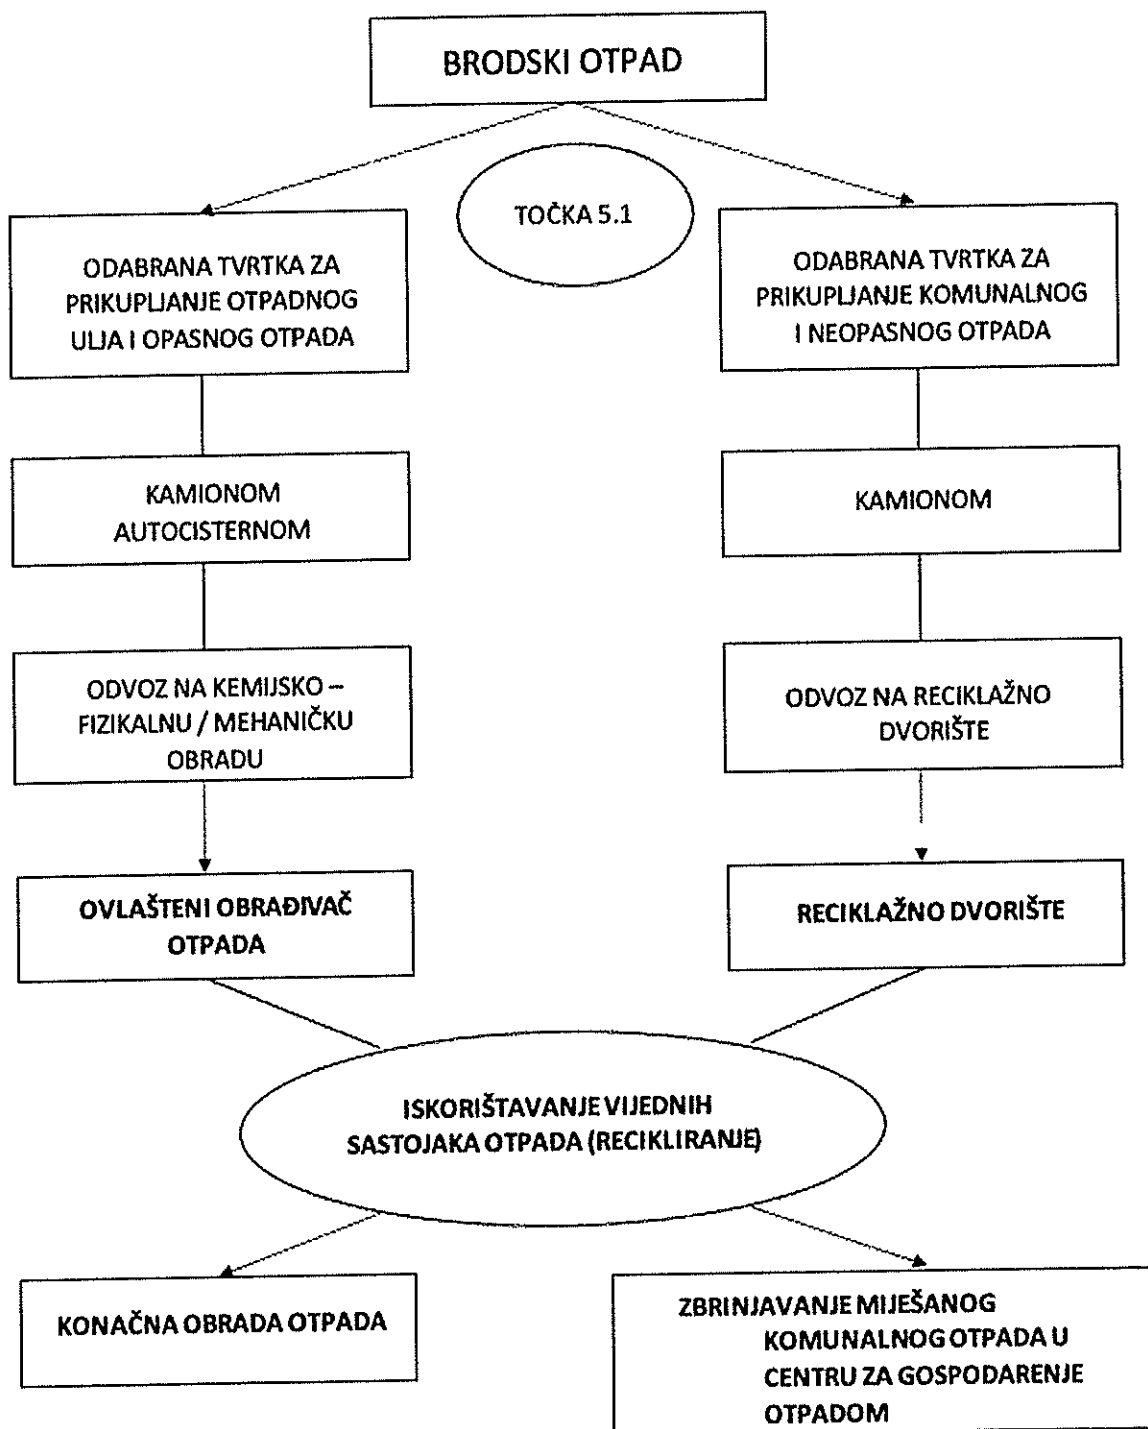 BRODSKI OTPAD
TOČKA 5.1
ODABRANA TVRTKA ZA
PRIKUPLJANJE OTPADNOG
ULJA I OPASNOG OTPADA
ODABRANA TVRTKA ZA
PRIKUPLJANJE KOMUNALNOG
I NEOPASNOG OTPADA
KAMIONOM
AUTOCISTERNOM
KAMIONOM
ODVOZ NA KEMIJSKO –
FIZIKALNU / MEHANIČKU
OBRADU
ODVOZ NA RECIKLAŽNO
DVORIŠTE
OVLAŠTENI OBRAĐIVAČ
OTPADA
RECIKLAŽNO DVORIŠTE
ISKORIŠTAVANJE VIJEDNIH
SASTOJAKA OTPADA (RECIKLIRANJE)
KONAČNA OBRADA OTPADA
ZBRINJAVANJE MIJEŠANOG
KOMUNALNOG OTPADA U
CENTRU ZA GOSPODARENJE
OTPADOM